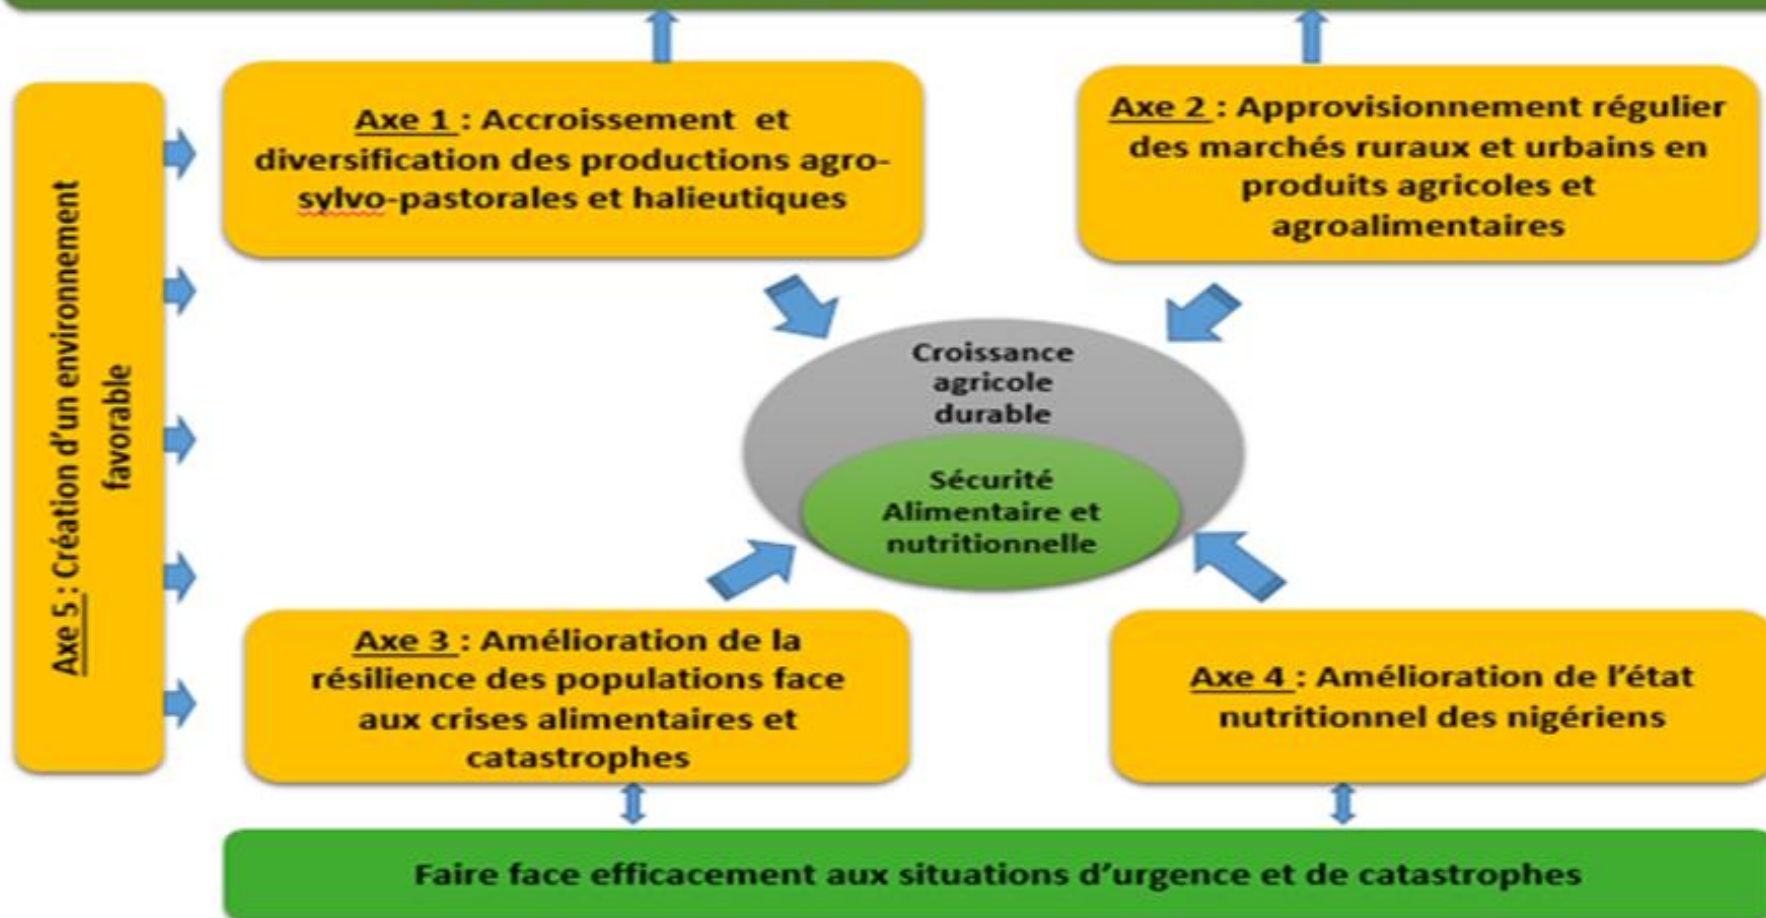 Axe 1 : Accroissement et
diversification des productions agro-
sylvo-pastorales et halieutiques
Axe 2 : Approvisionnement régulier
des marchés ruraux et urbains en
produits agricoles et
agroalimentaires
Axe 5 : Création d'un environnement
favorable
Croissance
agricole
durable
Sécurité
Alimentaire et
nutritionnelle
Axe 3 : Amélioration de la
résilience des populations face
aux crises alimentaires et
catastrophes
Axe 4 : Amélioration de l'état
nutritionnel des nigériens
Faire face efficacement aux situations d'urgence et de catastrophes